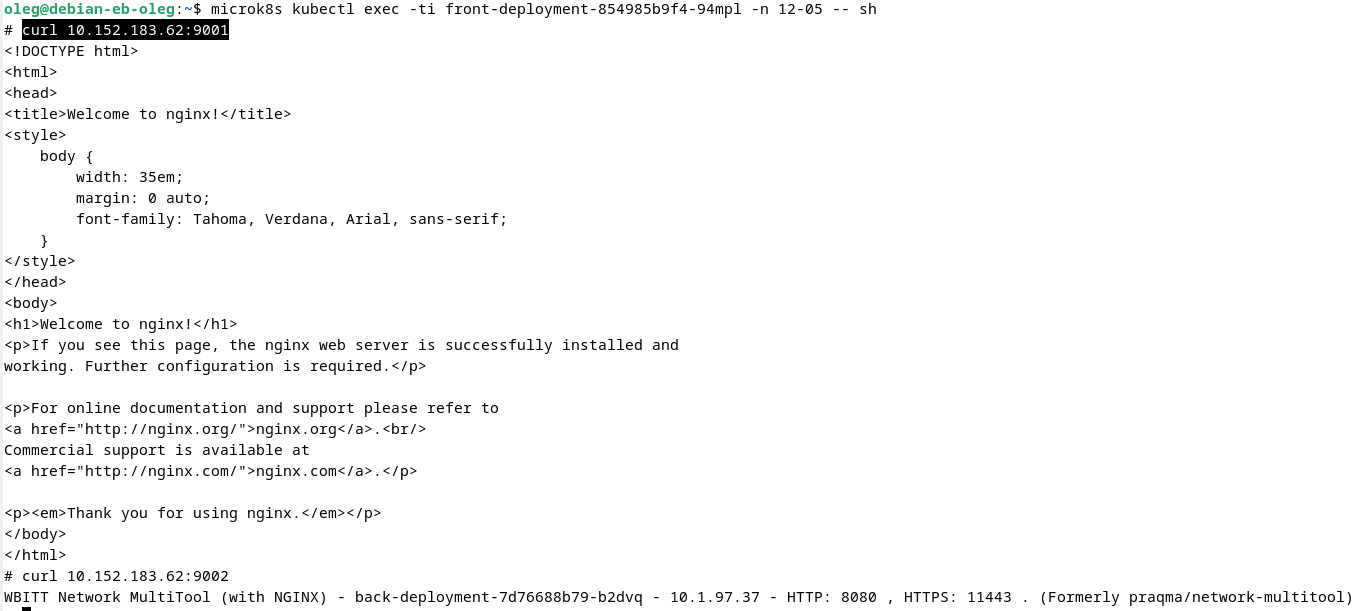 oleg@debian-eb-oleg:~$ microk8s kubectl exec -ti front-deployment-854985b9f4-94mpl -n 12-05 -- sh
# curl 10.152.183.62:9001
<!DOCTYPE html>
<html>
<head>
<title>Welcome to nginx!</title>
<style>
    body {
        width: 35em;
        margin: 0 auto;
        font-family: Tahoma, Verdana, Arial, sans-serif;
    }
</style>
</head>
<body>
<h1>Welcome to nginx!</h1>
<p>If you see this page, the nginx web server is successfully installed and
working. Further configuration is required.</p>

<p>For online documentation and support please refer to
<a href="http://nginx.org/">nginx.org</a>.<br/>
Commercial support is available at
<a href="http://nginx.com/">nginx.com</a>.</p>

<p><em>Thank you for using nginx.</em></p>
</body>
</html>
# curl 10.152.183.62:9002
WBITT Network MultiTool (with NGINX) - back-deployment-7d76688b79-b2dvq - 10.1.97.37 - HTTP: 8080 , HTTPS: 11443 . (Formerly praqma/network-multitool)